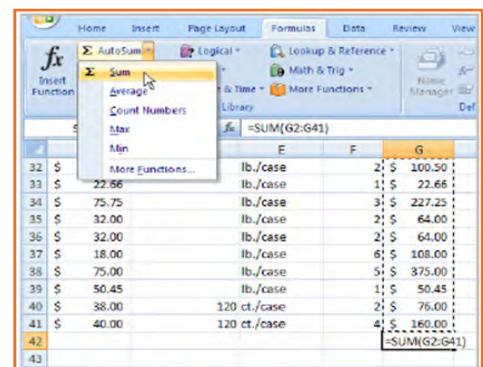 Home Insert Page Layout Formulas Data Review View
fx Σ AutoSum Logical Lookup & Reference
Insert Function
Σ Sum Math & Trig Name Manager
Average & Time More Functions
Count Numbers Library Def
Max fx =SUM(G2:G41)
Min
More Functions...
E F G
32 $ lb./case 2 $ 100.50
33 $ 22.66 lb./case 1 $ 22.66
34 $ 75.75 lb./case 3 $ 227.25
35 $ 32.00 lb./case 2 $ 64.00
36 $ 32.00 lb./case 2 $ 64.00
37 $ 18.00 lb./case 6 $ 108.00
38 $ 75.00 lb./case 5 $ 375.00
39 $ 50.45 lb./case 1 $ 50.45
40 $ 38.00 120 ct./case 2 $ 76.00
41 $ 40.00 120 ct./case 4 $ 160.00
42 =SUM(G2:G41)
43